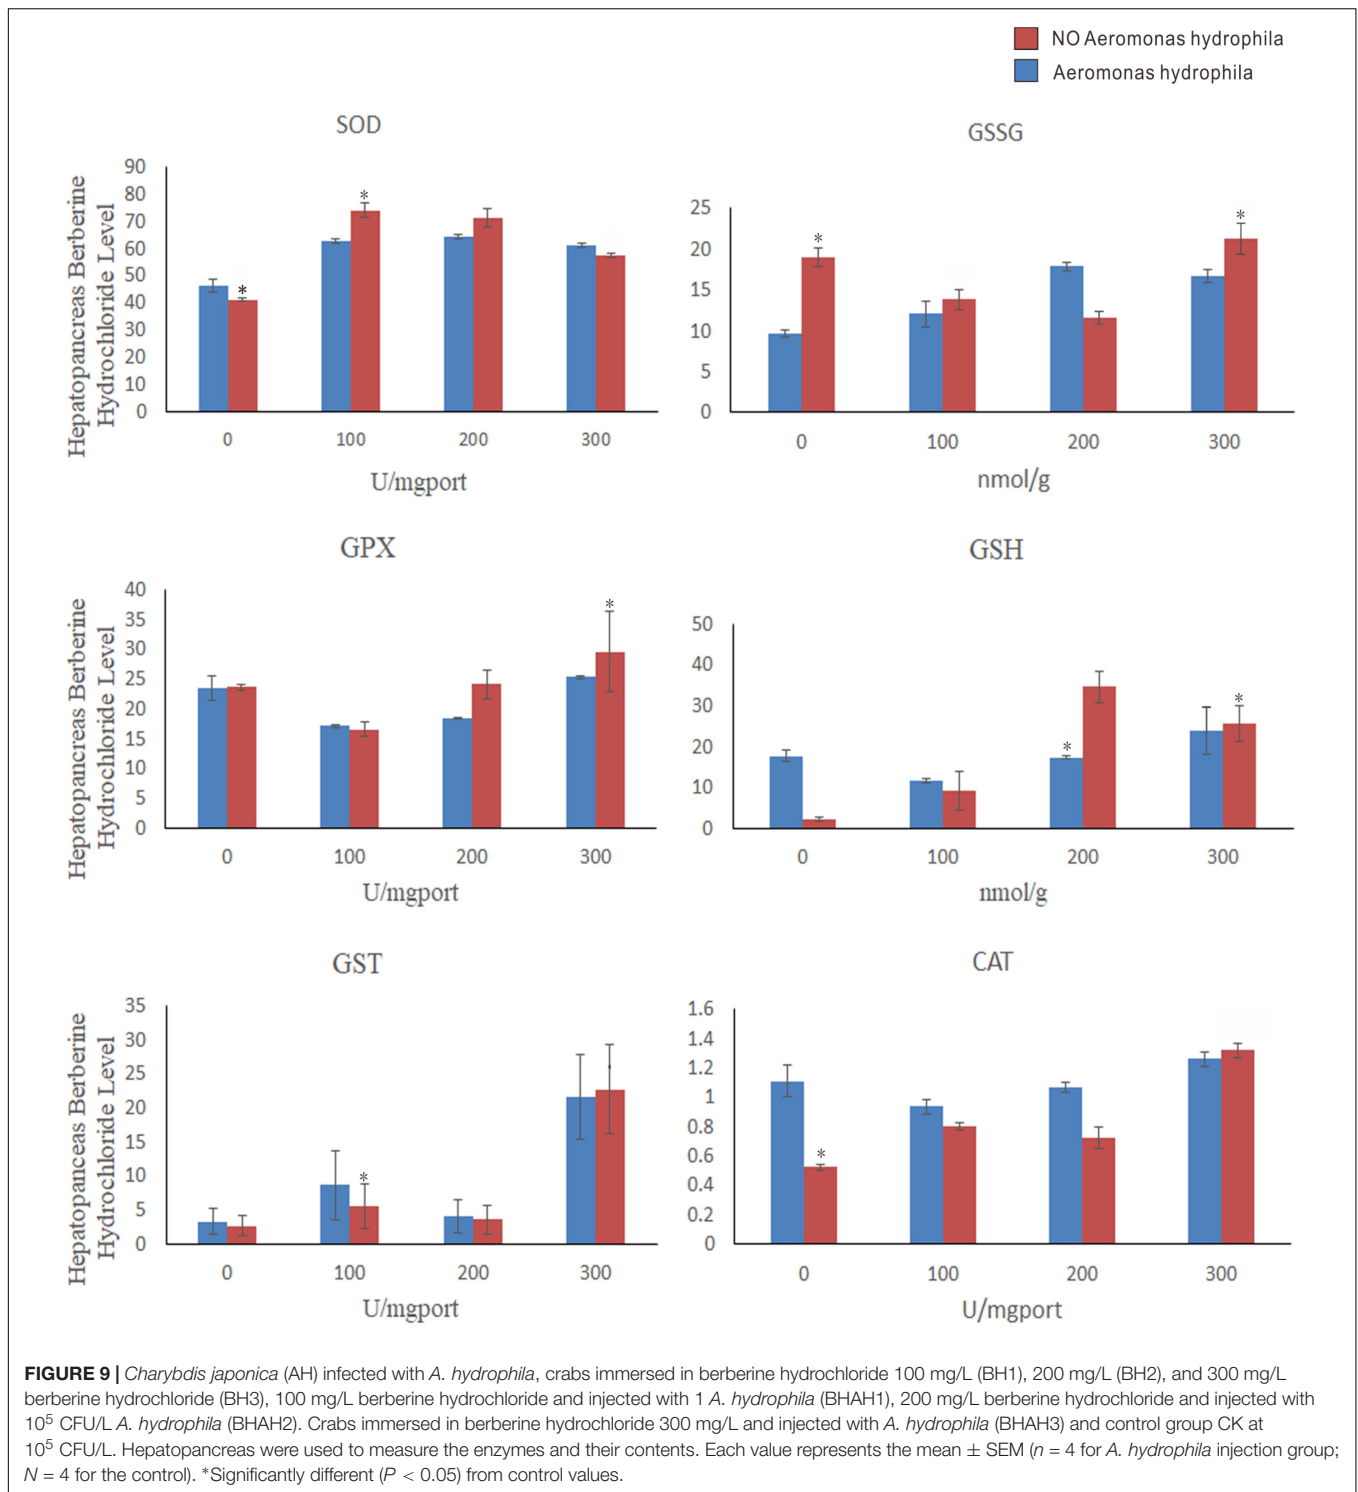 NO Aeromonas hydrophila
Aeromonas hydrophila
SOD
Hepatopancreas Berberine
Hydrochloride Level
90
80
70
60
50
40
30
20
10
0
*
*
0 100 200 300
U/mgport
GSSG
25
20
15
10
5
0
*
*
0 100 200 300
nmol/g
GPX
Hepatopancreas Berberine
Hydrochloride Level
40
35
30
25
20
15
10
5
0
*
0 100 200 300
U/mgport
GSH
50
40
30
20
10
0
*
*
0 100 200 300
nmol/g
GST
Hepatopanceas Berberine
Hydrochloride Level
35
30
25
20
15
10
5
0
*
0 100 200 300
U/mgport
CAT
1.6
1.4
1.2
1
0.8
0.6
0.4
0.2
0
*
0 100 200 300
U/mgport
FIGURE 9 | Charybdis japonica (AH) infected with A. hydrophila, crabs immersed in berberine hydrochloride 100 mg/L (BH1), 200 mg/L (BH2), and 300 mg/L
berberine hydrochloride (BH3), 100 mg/L berberine hydrochloride and injected with 1 A. hydrophila (BHAH1), 200 mg/L berberine hydrochloride and injected with
10⁵ CFU/L A. hydrophila (BHAH2). Crabs immersed in berberine hydrochloride 300 mg/L and injected with A. hydrophila (BHAH3) and control group CK at
10⁵ CFU/L. Hepatopancreas were used to measure the enzymes and their contents. Each value represents the mean ± SEM (n = 4 for A. hydrophila injection group;
N = 4 for the control). *Significantly different (P < 0.05) from control values.